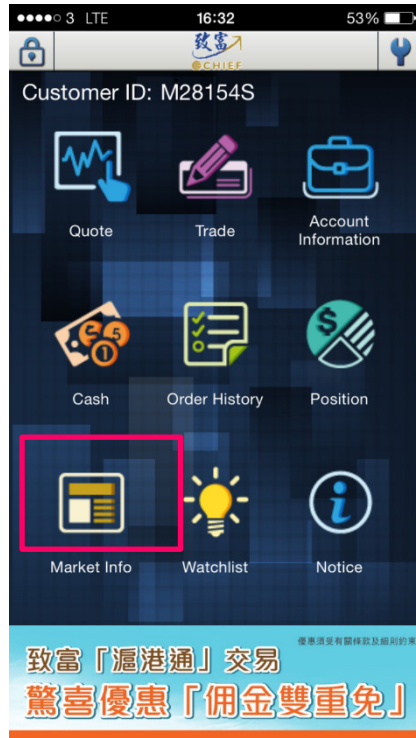 3 LTE 16:32 53%
致富
@CHIEF
Customer ID: M28154S
Quote Trade Account Information
Cash Order History Position
Market Info Watchlist Notice
優惠須受有關條款及細則約束
致富「滬港通」交易
驚喜優惠「佣金雙重免」